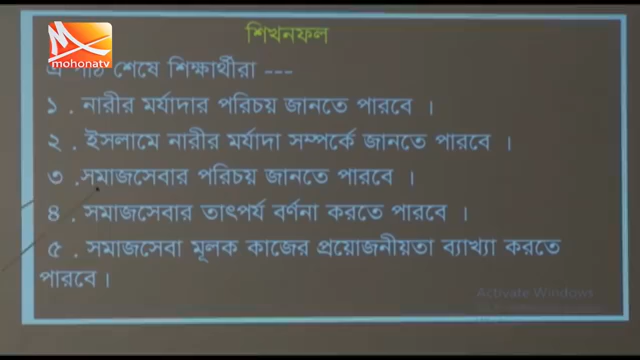 শিখনফল
mohonatv
এ পাঠ শেষে শিক্ষার্থীরা ---
১ . নারীর মর্যাদার পরিচয় জানতে পারবে ।
২ . ইসলামে নারীর মর্যাদা সম্পর্কে জানতে পারবে ।
৩ .সমাজসেবার পরিচয় জানতে পারবে ।
৪ . সমাজসেবার তাৎপর্য বর্ণনা করতে পারবে ।
৫ . সমাজসেবা মূলক কাজের প্রয়োজনীয়তা ব্যাখ্যা করতে
পারবে ।
Activate Windows